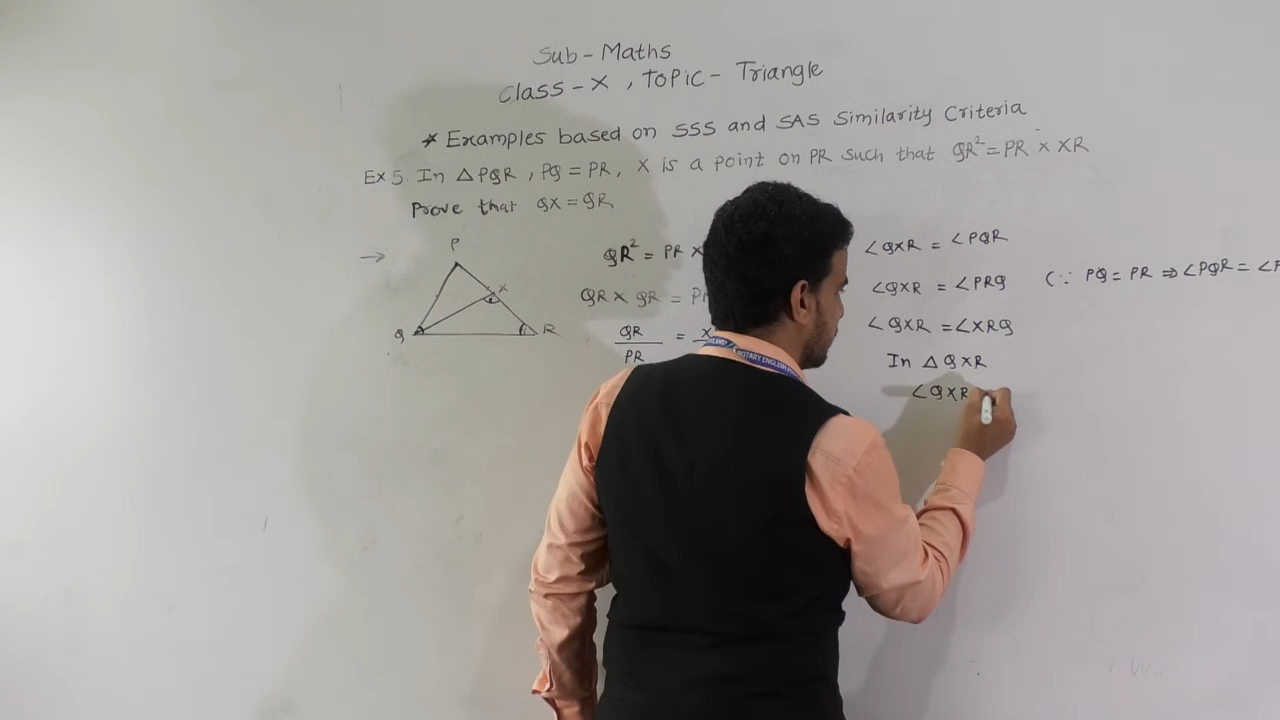 Sub - Maths
Class - X , Topic - Triangle
* Examples based on SSS and SAS Similarity Criteria
Ex 5. In △PQR , PQ = PR, X is a point on PR such that QR² = PR × XR
Prove that QX = QR
→
P
X
Q
R
QR² = PR ×
QR × QR =
QR/PR =
∠QXR = ∠PQR
∠QXR = ∠PRQ (∵ PQ = PR ⇒ ∠PQR =
∠QXR = ∠XRQ
In △QXR
∠QXR
ROTARY ENGLISH